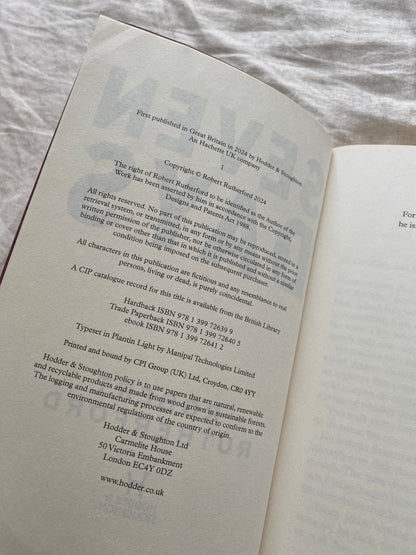 First published in Great Britain in 2024 by Hodder & Stoughton
An Hachette UK company
1
Copyright © Robert Rutherford 2024
The right of Robert Rutherford to be identified as the Author of the
Work has been asserted by him in accordance with the Copyright,
Designs and Patents Act 1988.
All rights reserved. No part of this publication may be reproduced, stored in a
retrieval system, or transmitted, in any form or by any means without the prior
written permission of the publisher, nor be otherwise circulated in any form of
binding or cover other than that in which it is published and without a similar
condition being imposed on the subsequent purchaser.
All characters in this publication are fictitious and any resemblance to real
persons, living or dead, is purely coincidental.
A CIP catalogue record for this title is available from the British Library
Hardback ISBN 978 1 399 72639 9
Trade Paperback ISBN 978 1 399 72640 5
ebook ISBN 978 1 399 72641 2
Typeset in Plantin Light by Manipal Technologies Limited
Printed and bound by CPI Group (UK) Ltd, Croydon, CR0 4YY
Hodder & Stoughton policy is to use papers that are natural, renewable
and recyclable products and made from wood grown in sustainable forests.
The logging and manufacturing processes are expected to conform to the
environmental regulations of the country of origin.
Hodder & Stoughton Ltd
Carmelite House
50 Victoria Embankment
London EC4Y 0DZ
www.hodder.co.uk
For
he is